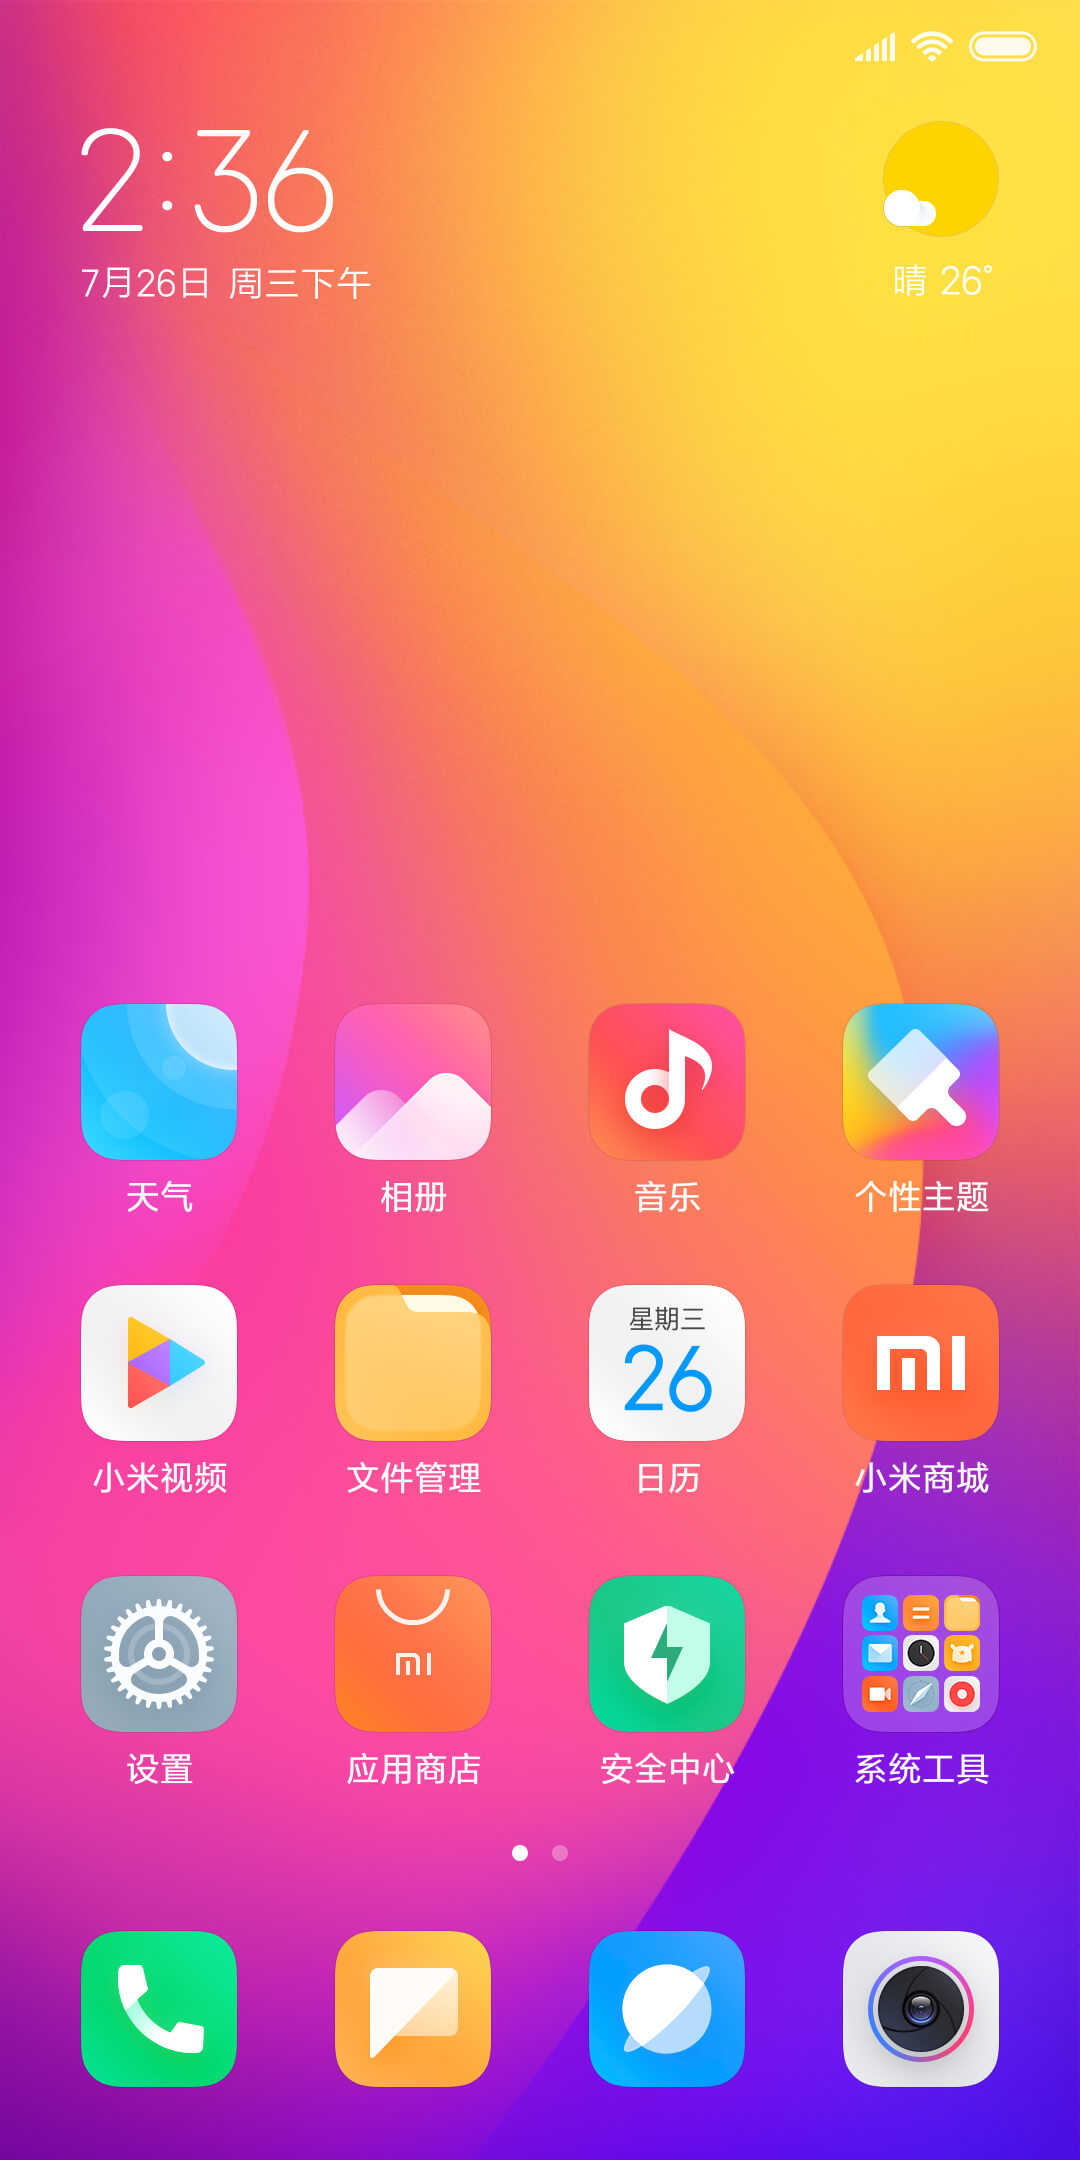 2:36
7月26日 周三下午
晴 26°
天气
相册
音乐
个性主题
星期三
26
mi
小米视频
文件管理
日历
小米商城
mi
设置
应用商店
安全中心
系统工具